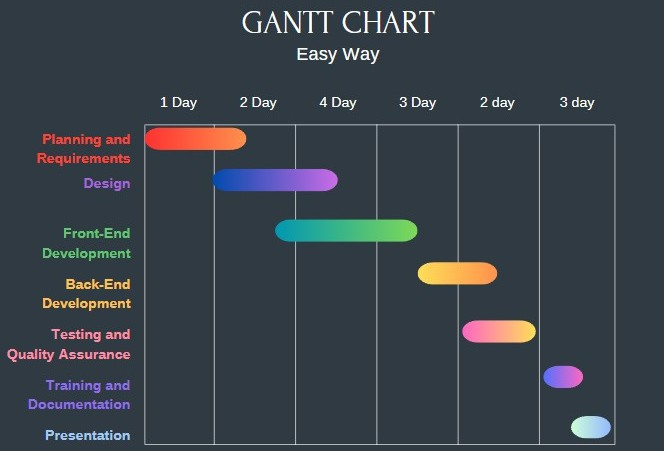 GANTT CHART
Easy Way
1 Day 2 Day 4 Day 3 Day 2 day 3 day
Planning and
Requirements
Design
Front-End
Development
Back-End
Development
Testing and
Quality Assurance
Training and
Documentation
Presentation